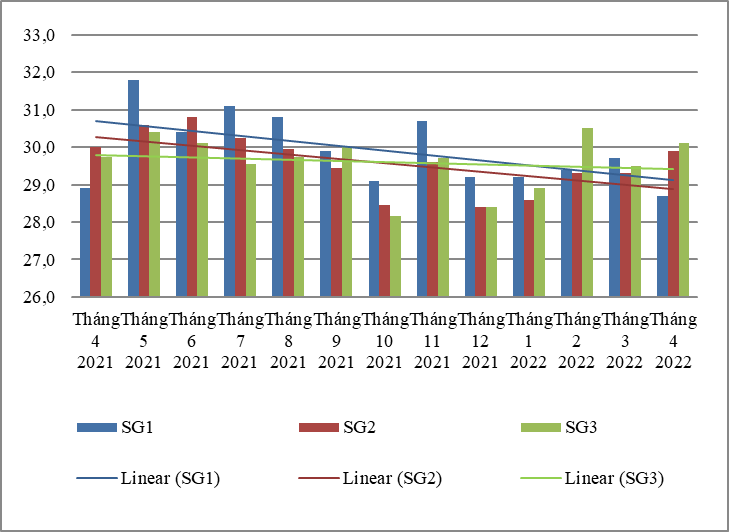 33,0
32,0
31,0
30,0
29,0
28,0
27,0
26,0
Tháng Tháng Tháng Tháng Tháng Tháng Tháng Tháng Tháng Tháng Tháng Tháng Tháng
4 5 6 7 8 9 10 11 12 1 2 3 4
2021 2021 2021 2021 2021 2021 2021 2021 2021 2022 2022 2022 2022
SG1 SG2 SG3
Linear (SG1) Linear (SG2) Linear (SG3)